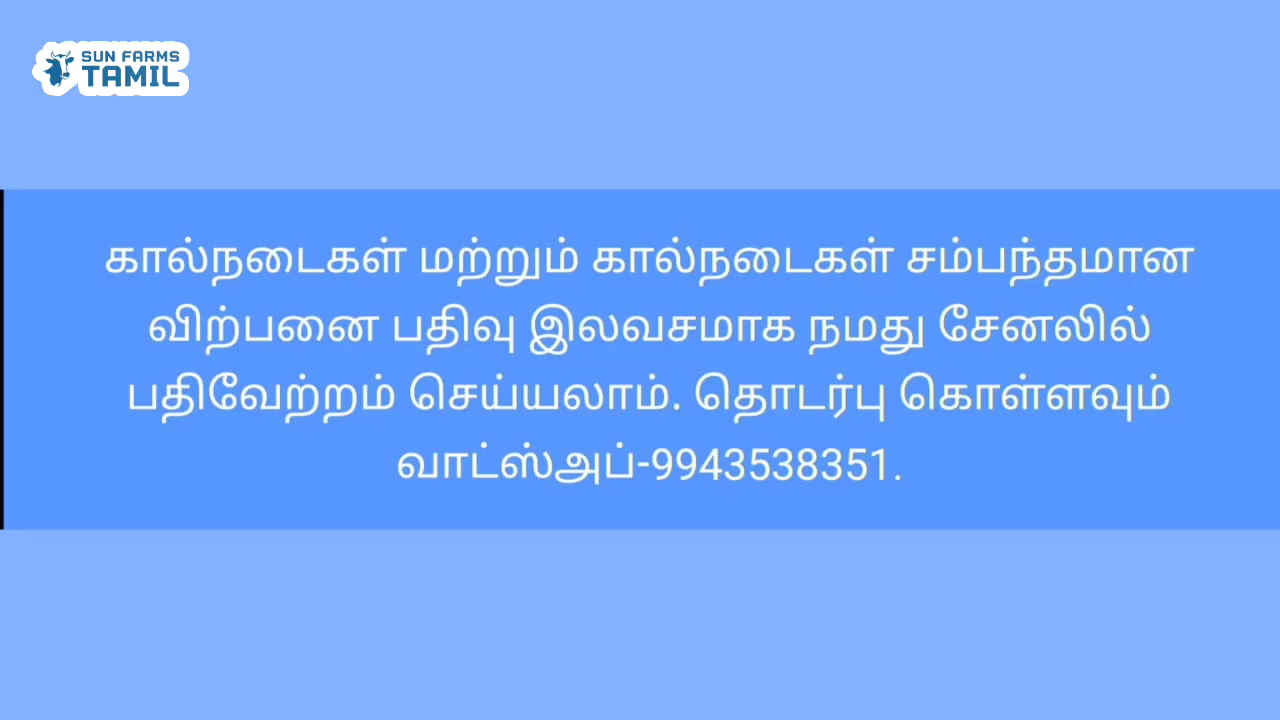 SUN FARMS
TAMIL
கால்நடைகள் மற்றும் கால்நடைகள் சம்பந்தமான
விற்பனை பதிவு இலவசமாக நமது சேனலில்
பதிவேற்றம் செய்யலாம். தொடர்பு கொள்ளவும்
வாட்ஸ்அப்-9943538351.